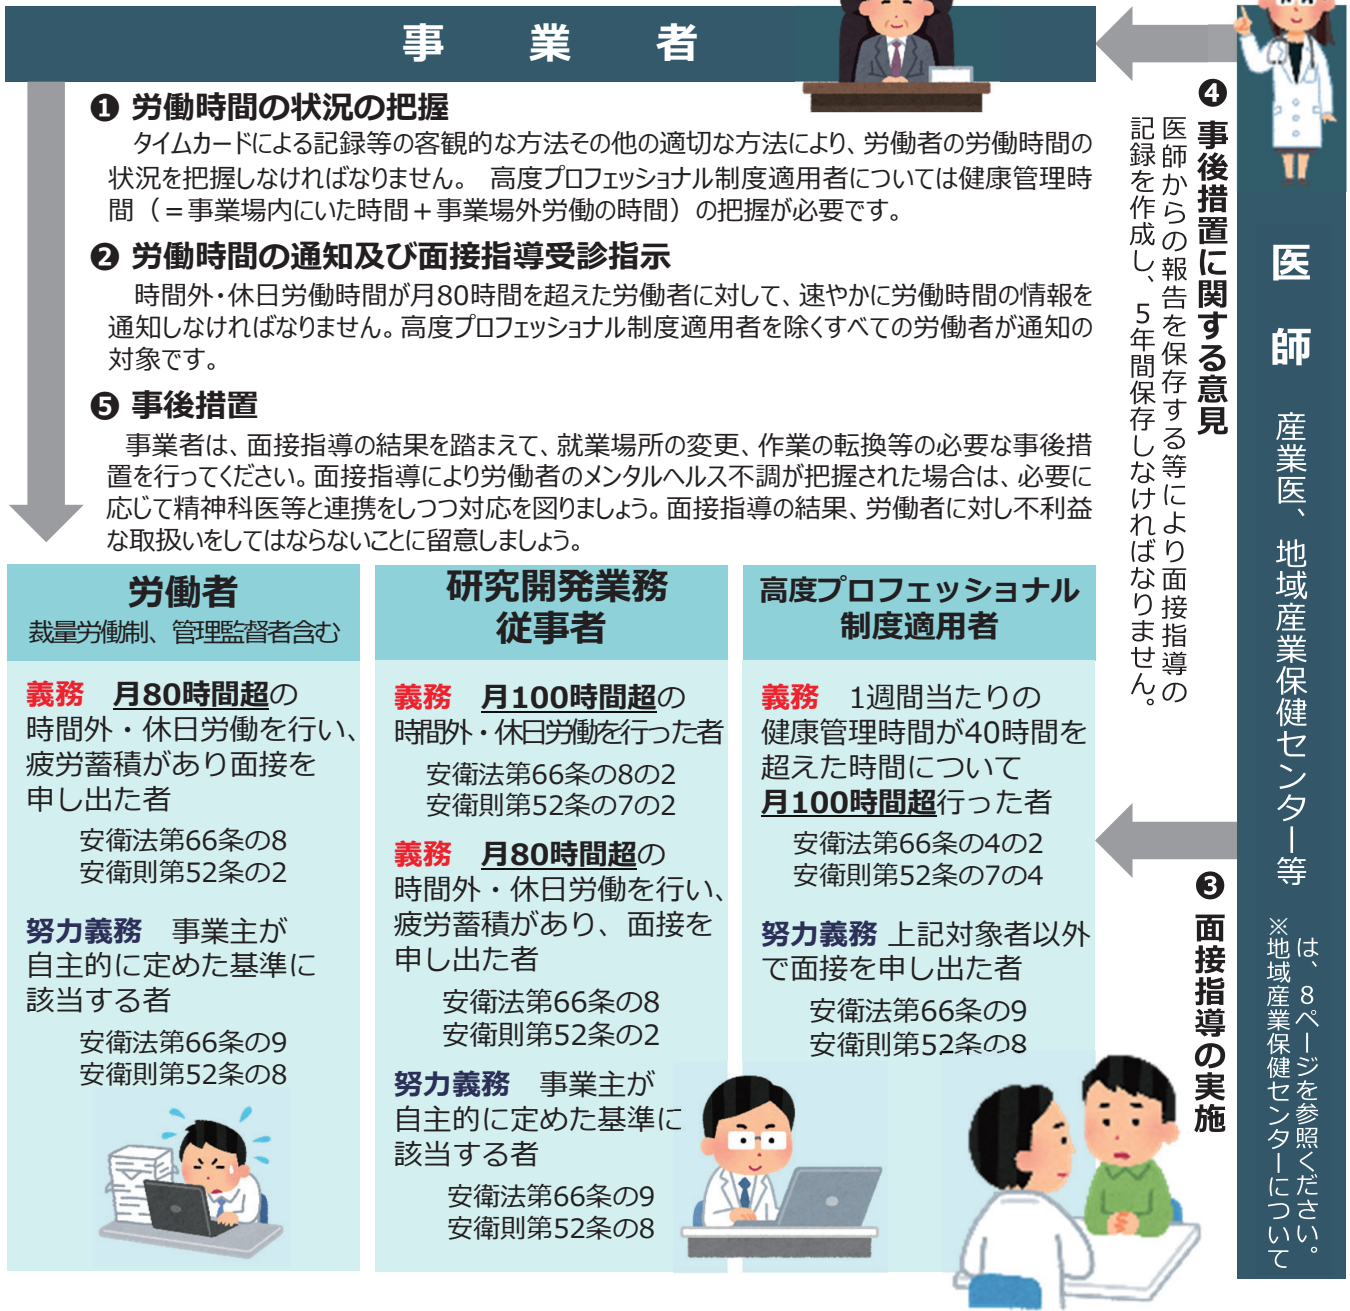 事業者
❶ 労働時間の状況の把握
タイムカードによる記録等の客観的な方法その他の適切な方法により、労働者の労働時間の
状況を把握しなければなりません。 高度プロフェッショナル制度適用者については健康管理時
間（＝事業場内にいた時間＋事業場外労働の時間）の把握が必要です。
❷ 労働時間の通知及び面接指導受診指示
時間外・休日労働時間が月80時間を超えた労働者に対して、速やかに労働時間の情報を
通知しなければなりません。高度プロフェッショナル制度適用者を除くすべての労働者が通知の
対象です。
❺ 事後措置
事業者は、面接指導の結果を踏まえて、就業場所の変更、作業の転換等の必要な事後措
置を行ってください。面接指導により労働者のメンタルヘルス不調が把握された場合は、必要に
応じて精神科医等と連携をしつつ対応を図りましょう。面接指導の結果、労働者に対し不利益
な取扱いをしてはならないことに留意しましょう。
労働者
裁量労働制、管理監督者含む
義務 月80時間超の
時間外・休日労働を行い、
疲労蓄積があり面接を
申し出た者
安衛法第66条の8
安衛則第52条の2
努力義務 事業主が
自主的に定めた基準に
該当する者
安衛法第66条の9
安衛則第52条の8
研究開発業務
従事者
義務 月100時間超の
時間外・休日労働を行った者
安衛法第66条の8の2
安衛則第52条の7の2
義務 月80時間超の
時間外・休日労働を行い、
疲労蓄積があり、面接を
申し出た者
安衛法第66条の8
安衛則第52条の2
努力義務 事業主が
自主的に定めた基準に
該当する者
安衛法第66条の9
安衛則第52条の8
高度プロフェッショナル
制度適用者
義務 1週間当たりの
健康管理時間が40時間を
超えた時間について
月100時間超行った者
安衛法第66条の4の2
安衛則第52条の7の4
努力義務 上記対象者以外
で面接を申し出た者
安衛法第66条の9
安衛則第52条の8
❹ 事後措置に関する意見
医師からの報告を保存する等により面接指導の
記録を作成し、5年間保存しなければなりません。
❸ 面接指導の実施
医師 産業医、地域産業保健センター等
※地域産業保健センターについて
は、8ページを参照ください。